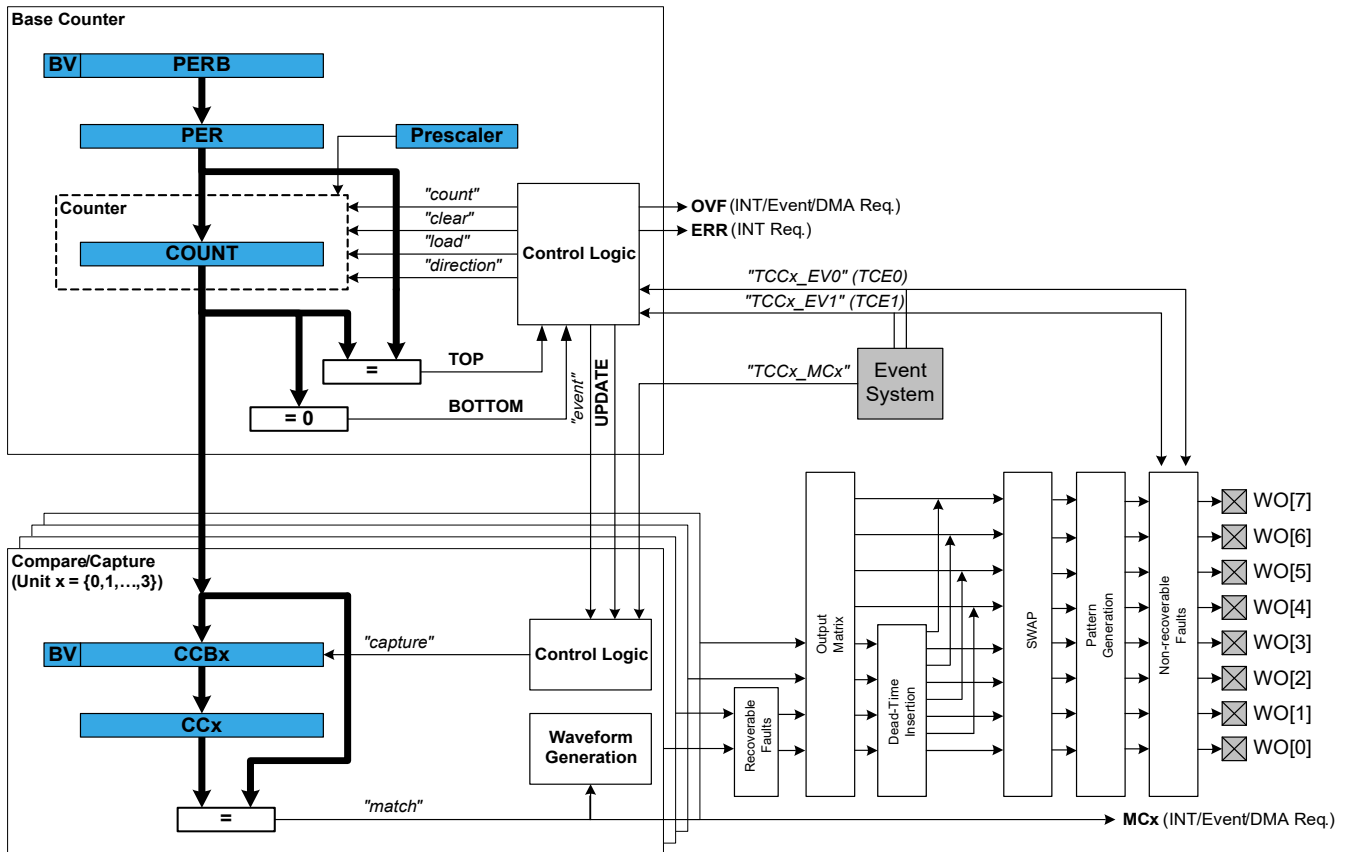 Base Counter
BV
PERB
PER
Prescaler
Counter
COUNT
"count"
"clear"
"load"
"direction"
Control Logic
OVF (INT/Event/DMA Req.)
ERR (INT Req.)
"TCCx_EV0" (TCE0)
"TCCx_EV1" (TCE1)
"TCCx_MCx"
Event
System
=
TOP
= 0
BOTTOM
"event"
UPDATE
Compare/Capture
(Unit x = {0,1,…,3})
BV
CCBx
CCx
"capture"
Control Logic
Waveform
Generation
=
"match"
Recoverable
Faults
Output
Matrix
Dead-Time
Insertion
SWAP
Pattern
Generation
Non-recoverable
Faults
WO[7]
WO[6]
WO[5]
WO[4]
WO[3]
WO[2]
WO[1]
WO[0]
MCx (INT/Event/DMA Req.)